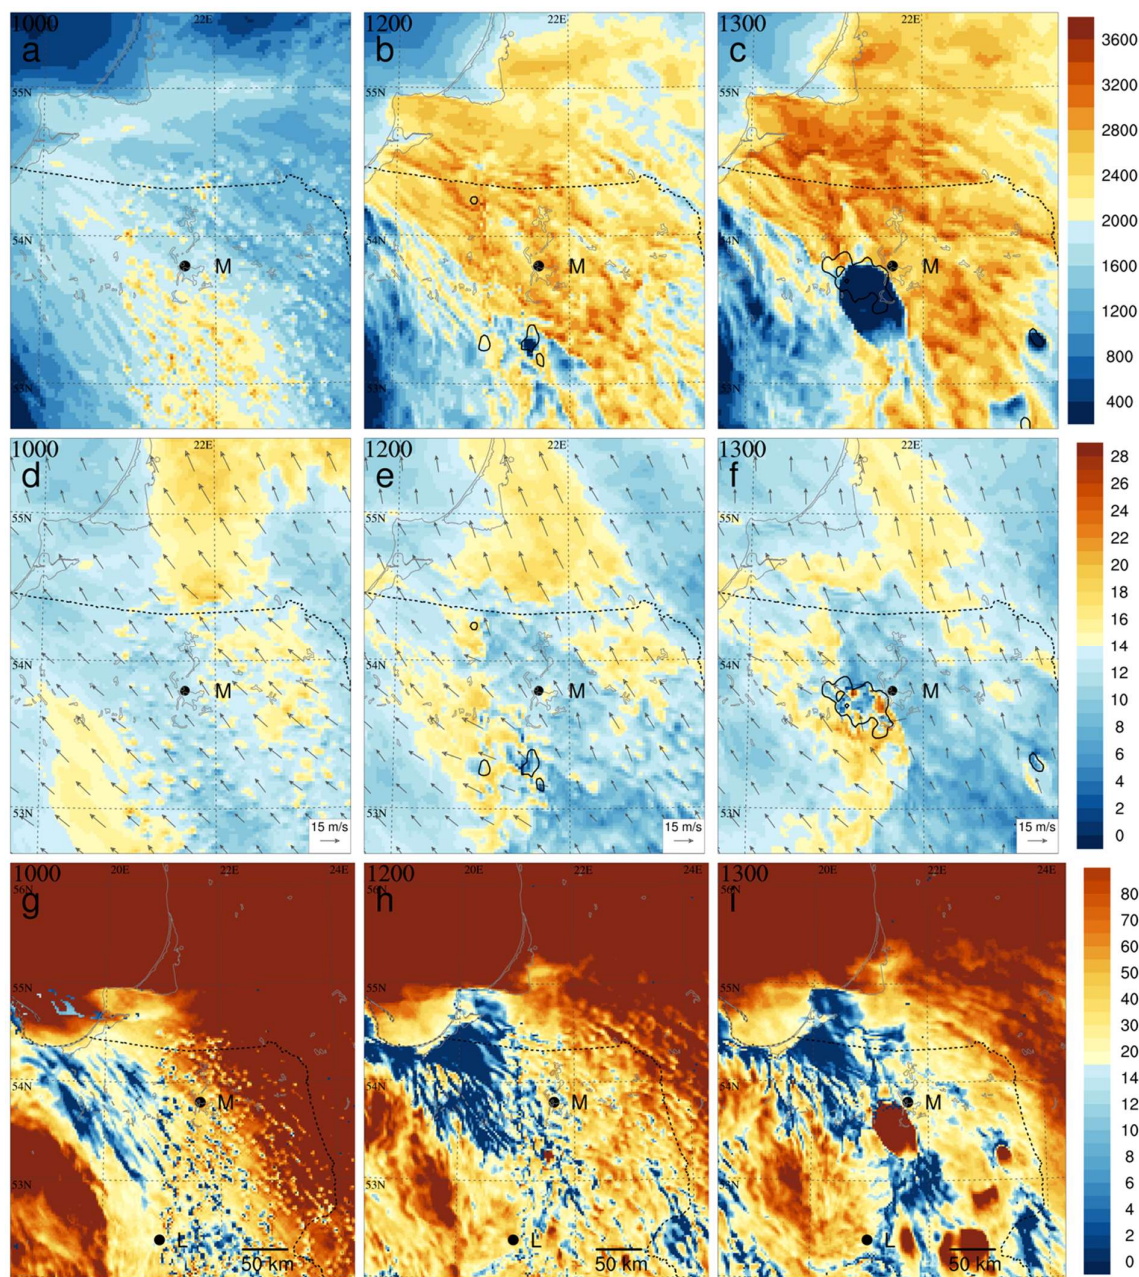 1000 22E 1200 22E 1300 22E
a b c
3600
55N 55N 55N
3200
2800
2400
54N 54N 54N
2000
M M M
1600
1200
53N 53N 53N
800
400
1000 22E 1200 22E 1300 22E
d e f
28
26
55N 55N 55N
24
22
20
18
16
54N 54N 54N
14
M M M
12
10
8
6
53N 53N 53N
4
15 m/s 15 m/s 15 m/s
2
0
1000 20E 22E 24E 1200 20E 22E 24E 1300 20E 22E 24E
56N 56N 56N
g h i
80
70
60
55N 55N 55N
50
40
30
20
54N 54N 54N
14
M M M
12
10
8
53N 53N 53N
6
4
L L L
2
50 km 50 km 50 km
0